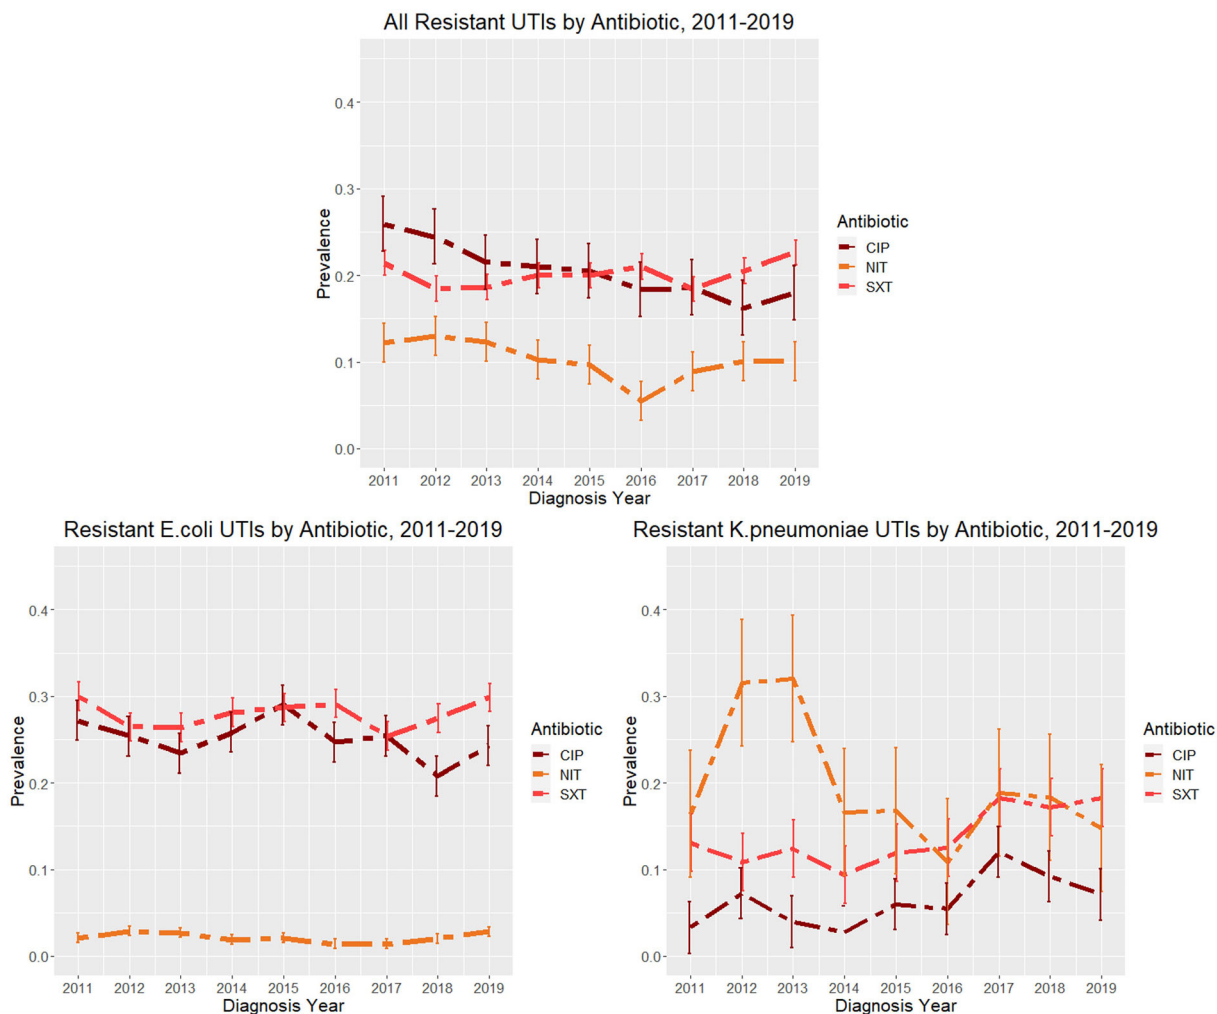 All Resistant UTIs by Antibiotic, 2011-2019
Prevalence
0.4
0.3
0.2
0.1
0.0
2011 2012 2013 2014 2015 2016 2017 2018 2019
Diagnosis Year
Antibiotic
CIP
NIT
SXT
Resistant E.coli UTIs by Antibiotic, 2011-2019
Prevalence
0.4
0.3
0.2
0.1
0.0
2011 2012 2013 2014 2015 2016 2017 2018 2019
Diagnosis Year
Antibiotic
CIP
NIT
SXT
Resistant K.pneumoniae UTIs by Antibiotic, 2011-2019
Prevalence
0.4
0.3
0.2
0.1
0.0
2011 2012 2013 2014 2015 2016 2017 2018 2019
Diagnosis Year
Antibiotic
CIP
NIT
SXT